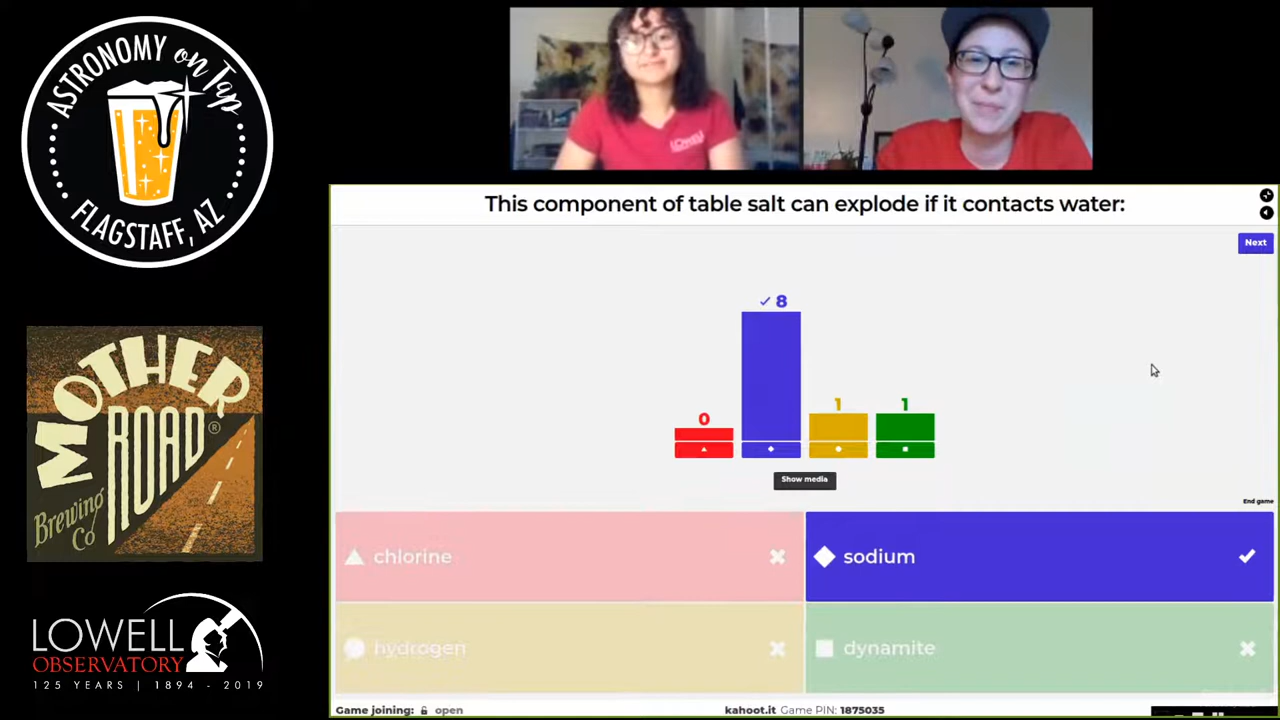 ASTRONOMY on Tap
FLAGSTAFF, AZ
MOTHER
ROAD®
Brewing
Co
LOWELL
OBSERVATORY
125 YEARS | 1894 - 2019
LOWELL
This component of table salt can explode if it contacts water:
Next
8
0
1
1
Show media
End game
chlorine
sodium
hydrogen
dynamite
Game joining: open
kahoot.it Game PIN: 1875035